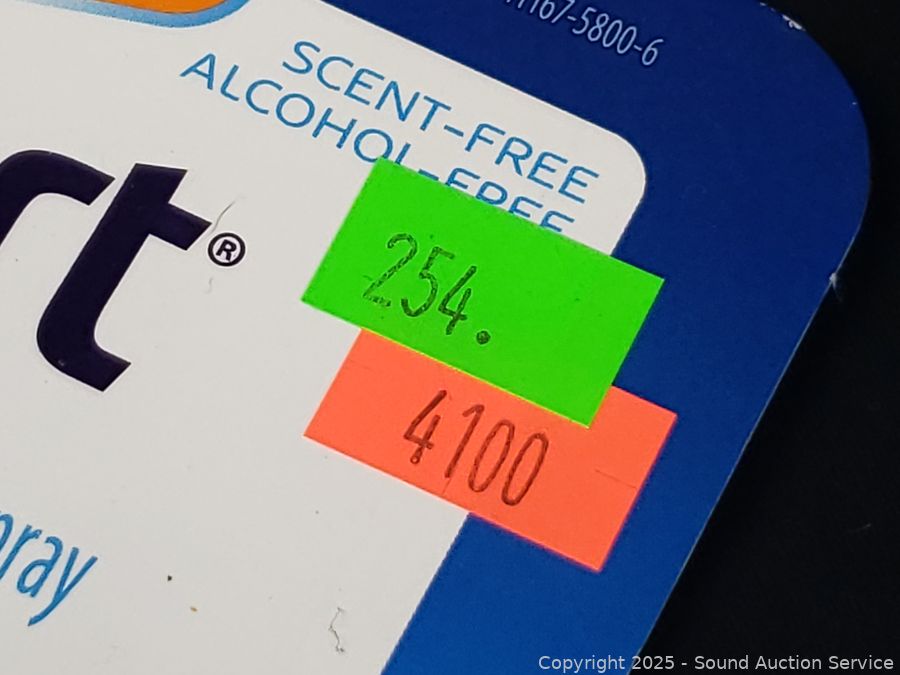 167-5800-6
SCENT-FREE
ALCOHOL-FREE
rt®
254.
4100
pray
Copyright 2025 - Sound Auction Service